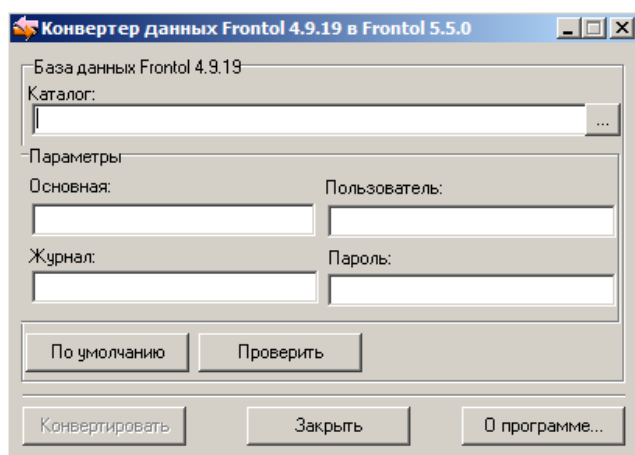 Конвертер данных Frontol 4.9.19 в Frontol 5.5.0
База данных Frontol 4.9.19
Каталог:
...
Параметры
Основная:
Пользователь:
Журнал:
Пароль:
По умолчанию
Проверить
Конвертировать
Закрыть
О программе...